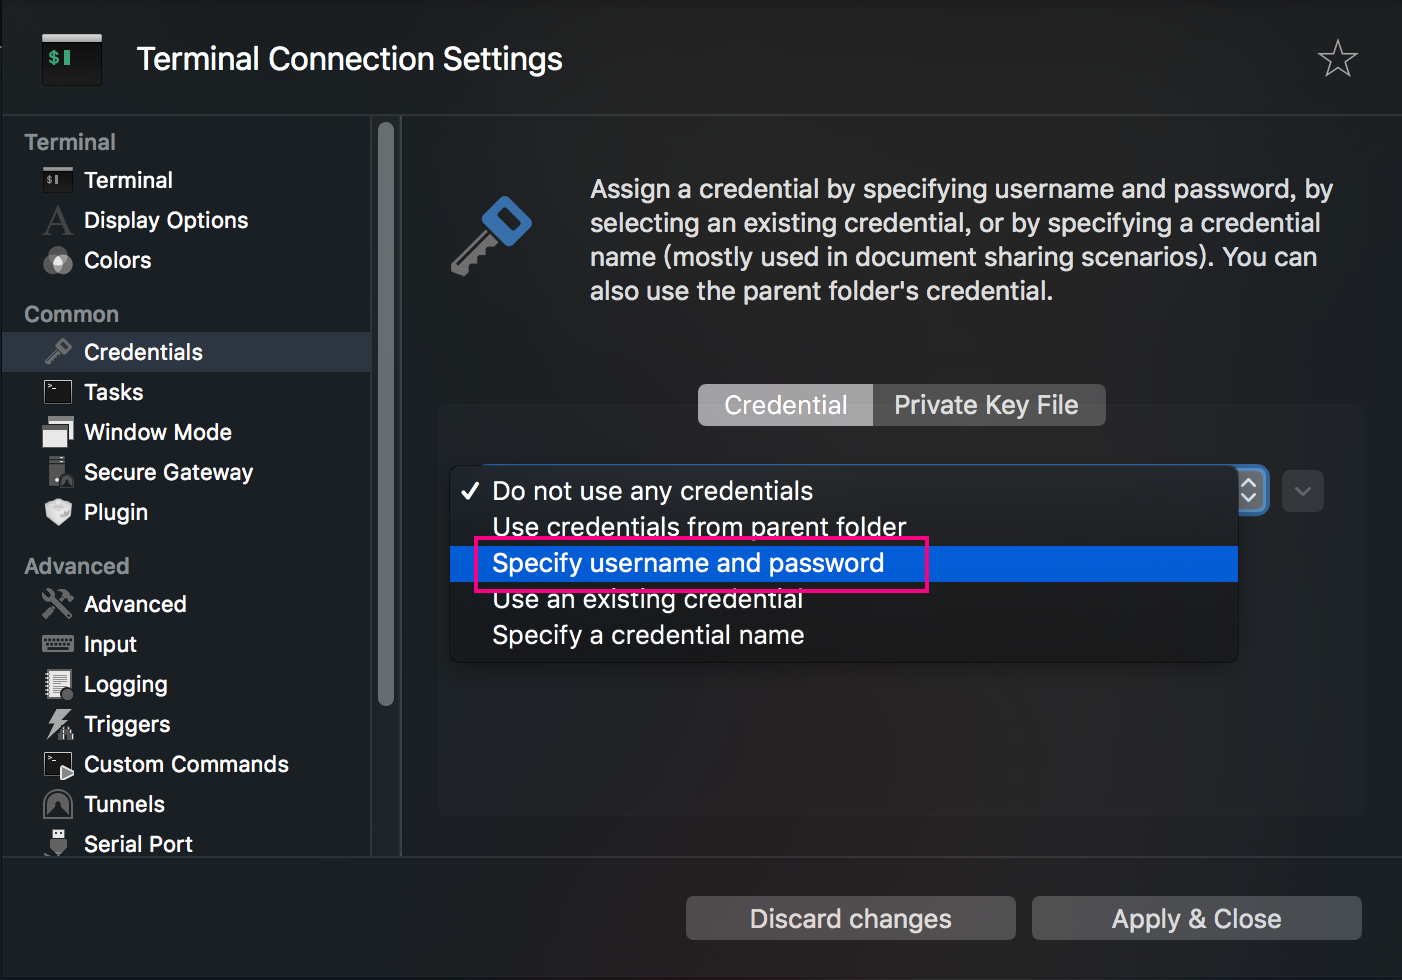 Terminal Connection Settings
Terminal
Terminal
Display Options
Colors
Common
Credentials
Tasks
Window Mode
Secure Gateway
Plugin
Advanced
Advanced
Input
Logging
Triggers
Custom Commands
Tunnels
Serial Port
Assign a credential by specifying username and password, by
selecting an existing credential, or by specifying a credential
name (mostly used in document sharing scenarios). You can
also use the parent folder's credential.
Credential Private Key File
✓ Do not use any credentials
Use credentials from parent folder
Specify username and password
Use an existing credential
Specify a credential name
Discard changes Apply & Close